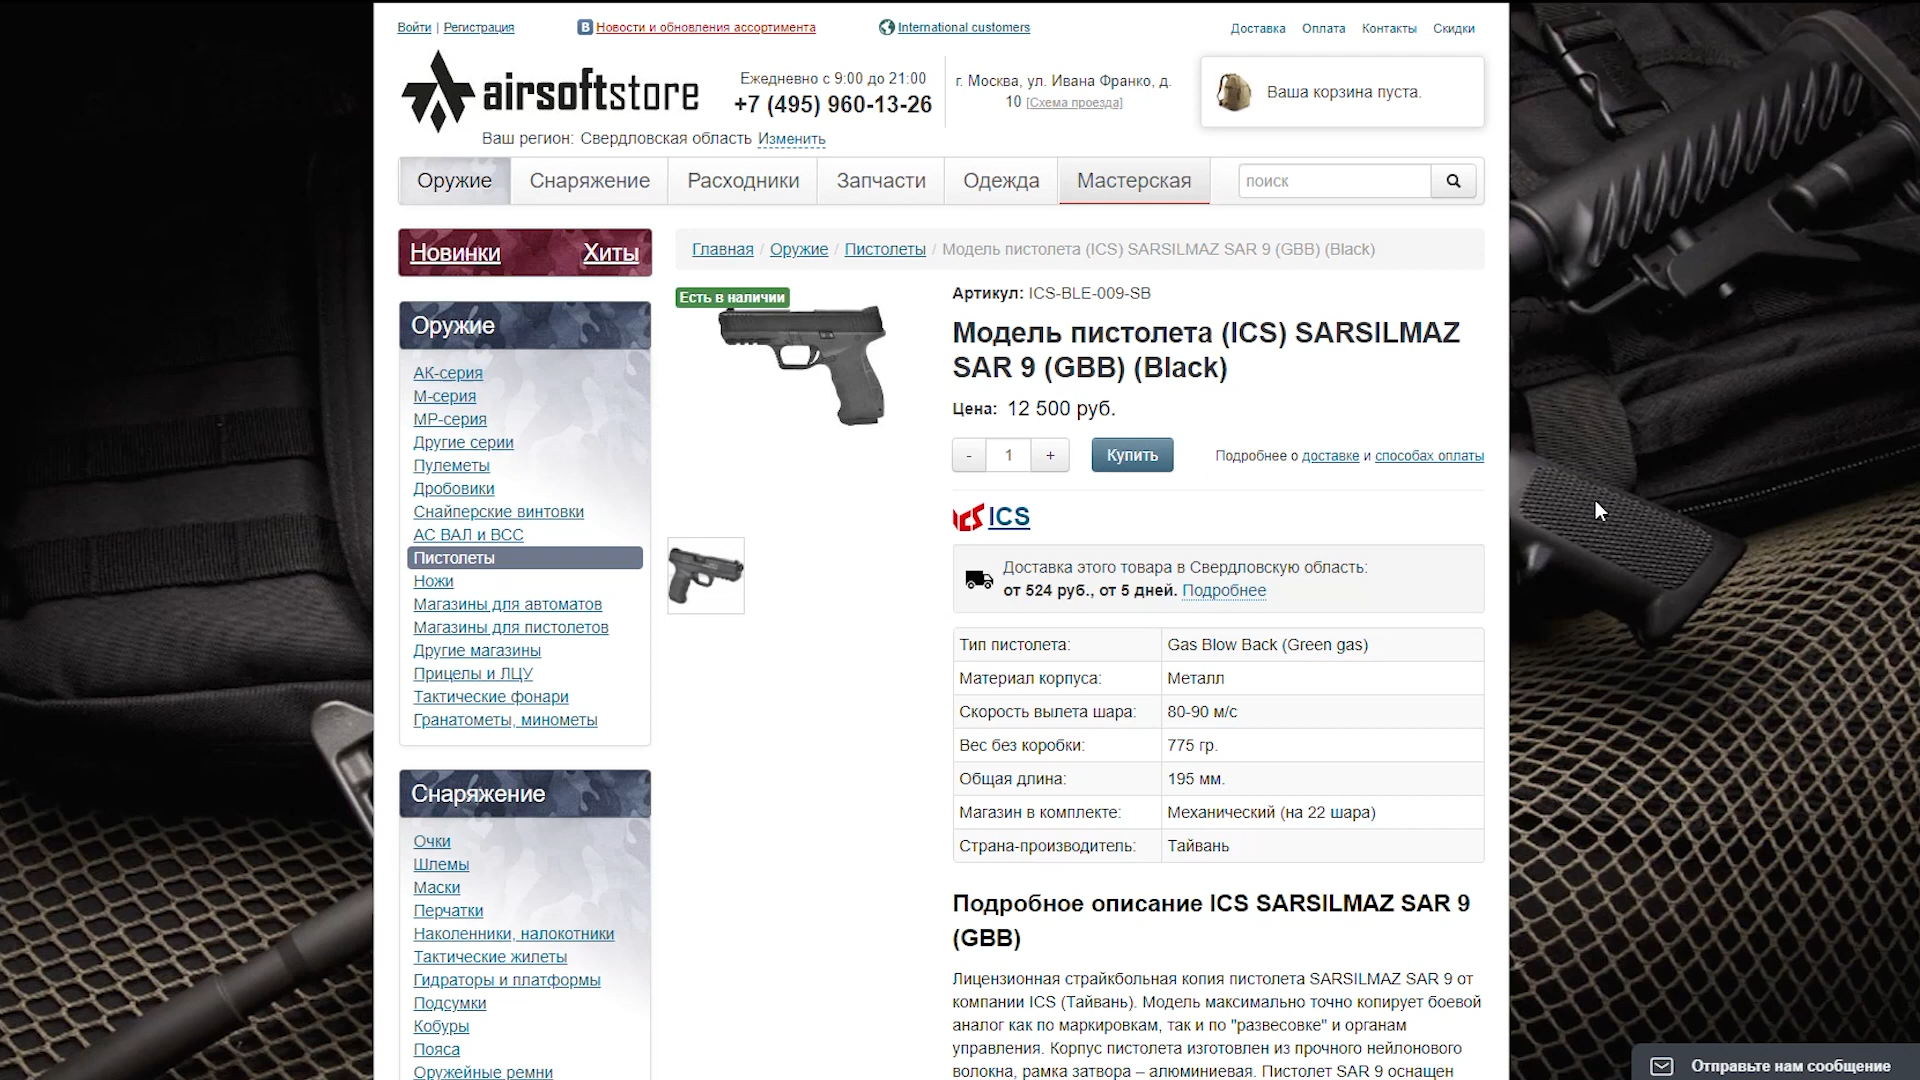 Войти | Регистрация
Новости и обновления ассортимента
International customers
Доставка Оплата Контакты Скидки
airsoftstore
Ежедневно с 9:00 до 21:00
+7 (495) 960-13-26
г. Москва, ул. Ивана Франко, д.
10 [Схема проезда]
Ваша корзина пуста.
Ваш регион: Свердловская область Изменить
Оружие Снаряжение Расходники Запчасти Одежда Мастерская поиск
Новинки Хиты
Главная / Оружие / Пистолеты / Модель пистолета (ICS) SARSILMAZ SAR 9 (GBB) (Black)
Оружие
АК-серия
М-серия
МР-серия
Другие серии
Пулеметы
Дробовики
Снайперские винтовки
АС ВАЛ и ВСС
Пистолеты
Ножи
Магазины для автоматов
Магазины для пистолетов
Другие магазины
Прицелы и ЛЦУ
Тактические фонари
Гранатометы, минометы
Снаряжение
Очки
Шлемы
Маски
Перчатки
Наколенники, налокотники
Тактические жилеты
Гидраторы и платформы
Подсумки
Кобуры
Пояса
Оружейные ремни
Есть в наличии
Артикул: ICS-BLE-009-SB
Модель пистолета (ICS) SARSILMAZ
SAR 9 (GBB) (Black)
Цена: 12 500 руб.
- 1 + Купить Подробнее о доставке и способах оплаты
ICS ICS
Доставка этого товара в Свердловскую область:
от 524 руб., от 5 дней. Подробнее
Тип пистолета: Gas Blow Back (Green gas)
Материал корпуса: Металл
Скорость вылета шара: 80-90 м/с
Вес без коробки: 775 гр.
Общая длина: 195 мм.
Магазин в комплекте: Механический (на 22 шара)
Страна-производитель: Тайвань
Подробное описание ICS SARSILMAZ SAR 9
(GBB)
Лицензионная страйкбольная копия пистолета SARSILMAZ SAR 9 от
компании ICS (Тайвань). Модель максимально точно копирует боевой
аналог как по маркировкам, так и по "развесовке" и органам
управления. Корпус пистолета изготовлен из прочного нейлонового
волокна, рамка затвора – алюминиевая. Пистолет SAR 9 оснащен
Отправьте нам сообщение